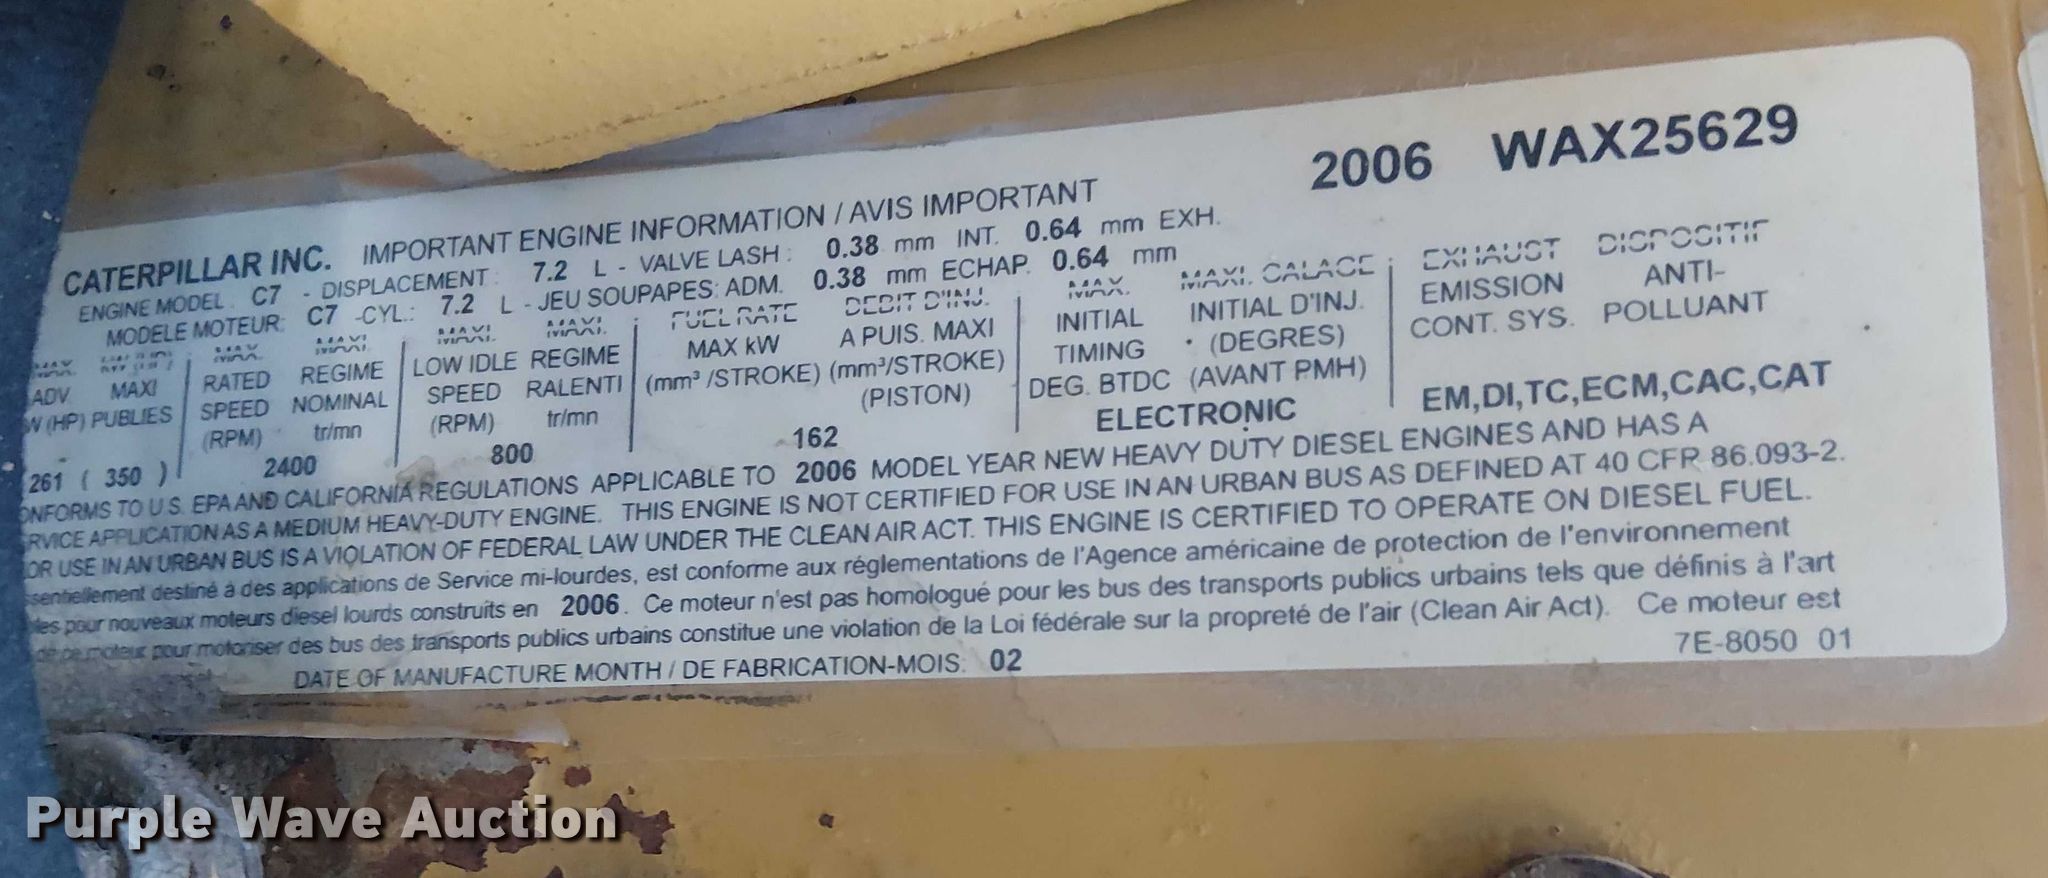 2006 WAX25629
CATERPILLAR INC. IMPORTANT ENGINE INFORMATION / AVIS IMPORTANT
ENGINE MODEL C7 - DISPLACEMENT: 7.2 L - VALVE LASH: 0.38 mm INT. 0.64 mm EXH.
MODELE MOTEUR: C7 -CYL.: 7.2 L - JEU SOUPAPES: ADM. 0.38 mm ECHAP. 0.64 mm
MAX. MAX. MAXI. MAXI. MAXI. FUEL RATE DEBIT D'INJ. MAX. MAXI. CALAGE EXHAUST DISPOSITIF
ADV. MAXI RATED REGIME LOW IDLE REGIME MAX kW A PUIS. MAXI INITIAL INITIAL D'INJ. EMISSION ANTI-
(HP) PUBLIES SPEED NOMINAL SPEED RALENTI (mm³ /STROKE) (mm³/STROKE) TIMING (DEGRES) CONT. SYS. POLLUANT
(RPM) tr/mn (RPM) tr/mn (PISTON) DEG. BTDC (AVANT PMH)
261 ( 350 ) 2400 800 162 ELECTRONIC EM,DI,TC,ECM,CAC,CAT
TO U.S. EPA AND CALIFORNIA REGULATIONS APPLICABLE TO 2006 MODEL YEAR NEW HEAVY DUTY DIESEL ENGINES AND HAS A
APPLICATION AS A MEDIUM HEAVY-DUTY ENGINE. THIS ENGINE IS NOT CERTIFIED FOR USE IN AN URBAN BUS AS DEFINED AT 40 CFR 86.093-2.
OR USE IN AN URBAN BUS IS A VIOLATION OF FEDERAL LAW UNDER THE CLEAN AIR ACT. THIS ENGINE IS CERTIFIED TO OPERATE ON DIESEL FUEL.
destiné à des applications de Service mi-lourdes, est conforme aux réglementations de l'Agence américaine de protection de l'environnement
pour nouveaux moteurs diesel lourds construits en 2006. Ce moteur n'est pas homologué pour les bus des transports publics urbains tels que définis à l'art
de ce moteur pour motoriser des bus des transports publics urbains constitue une violation de la Loi fédérale sur la propreté de l'air (Clean Air Act). Ce moteur est
DATE OF MANUFACTURE MONTH / DE FABRICATION-MOIS: 02
7E-8050 01
Purple Wave Auction